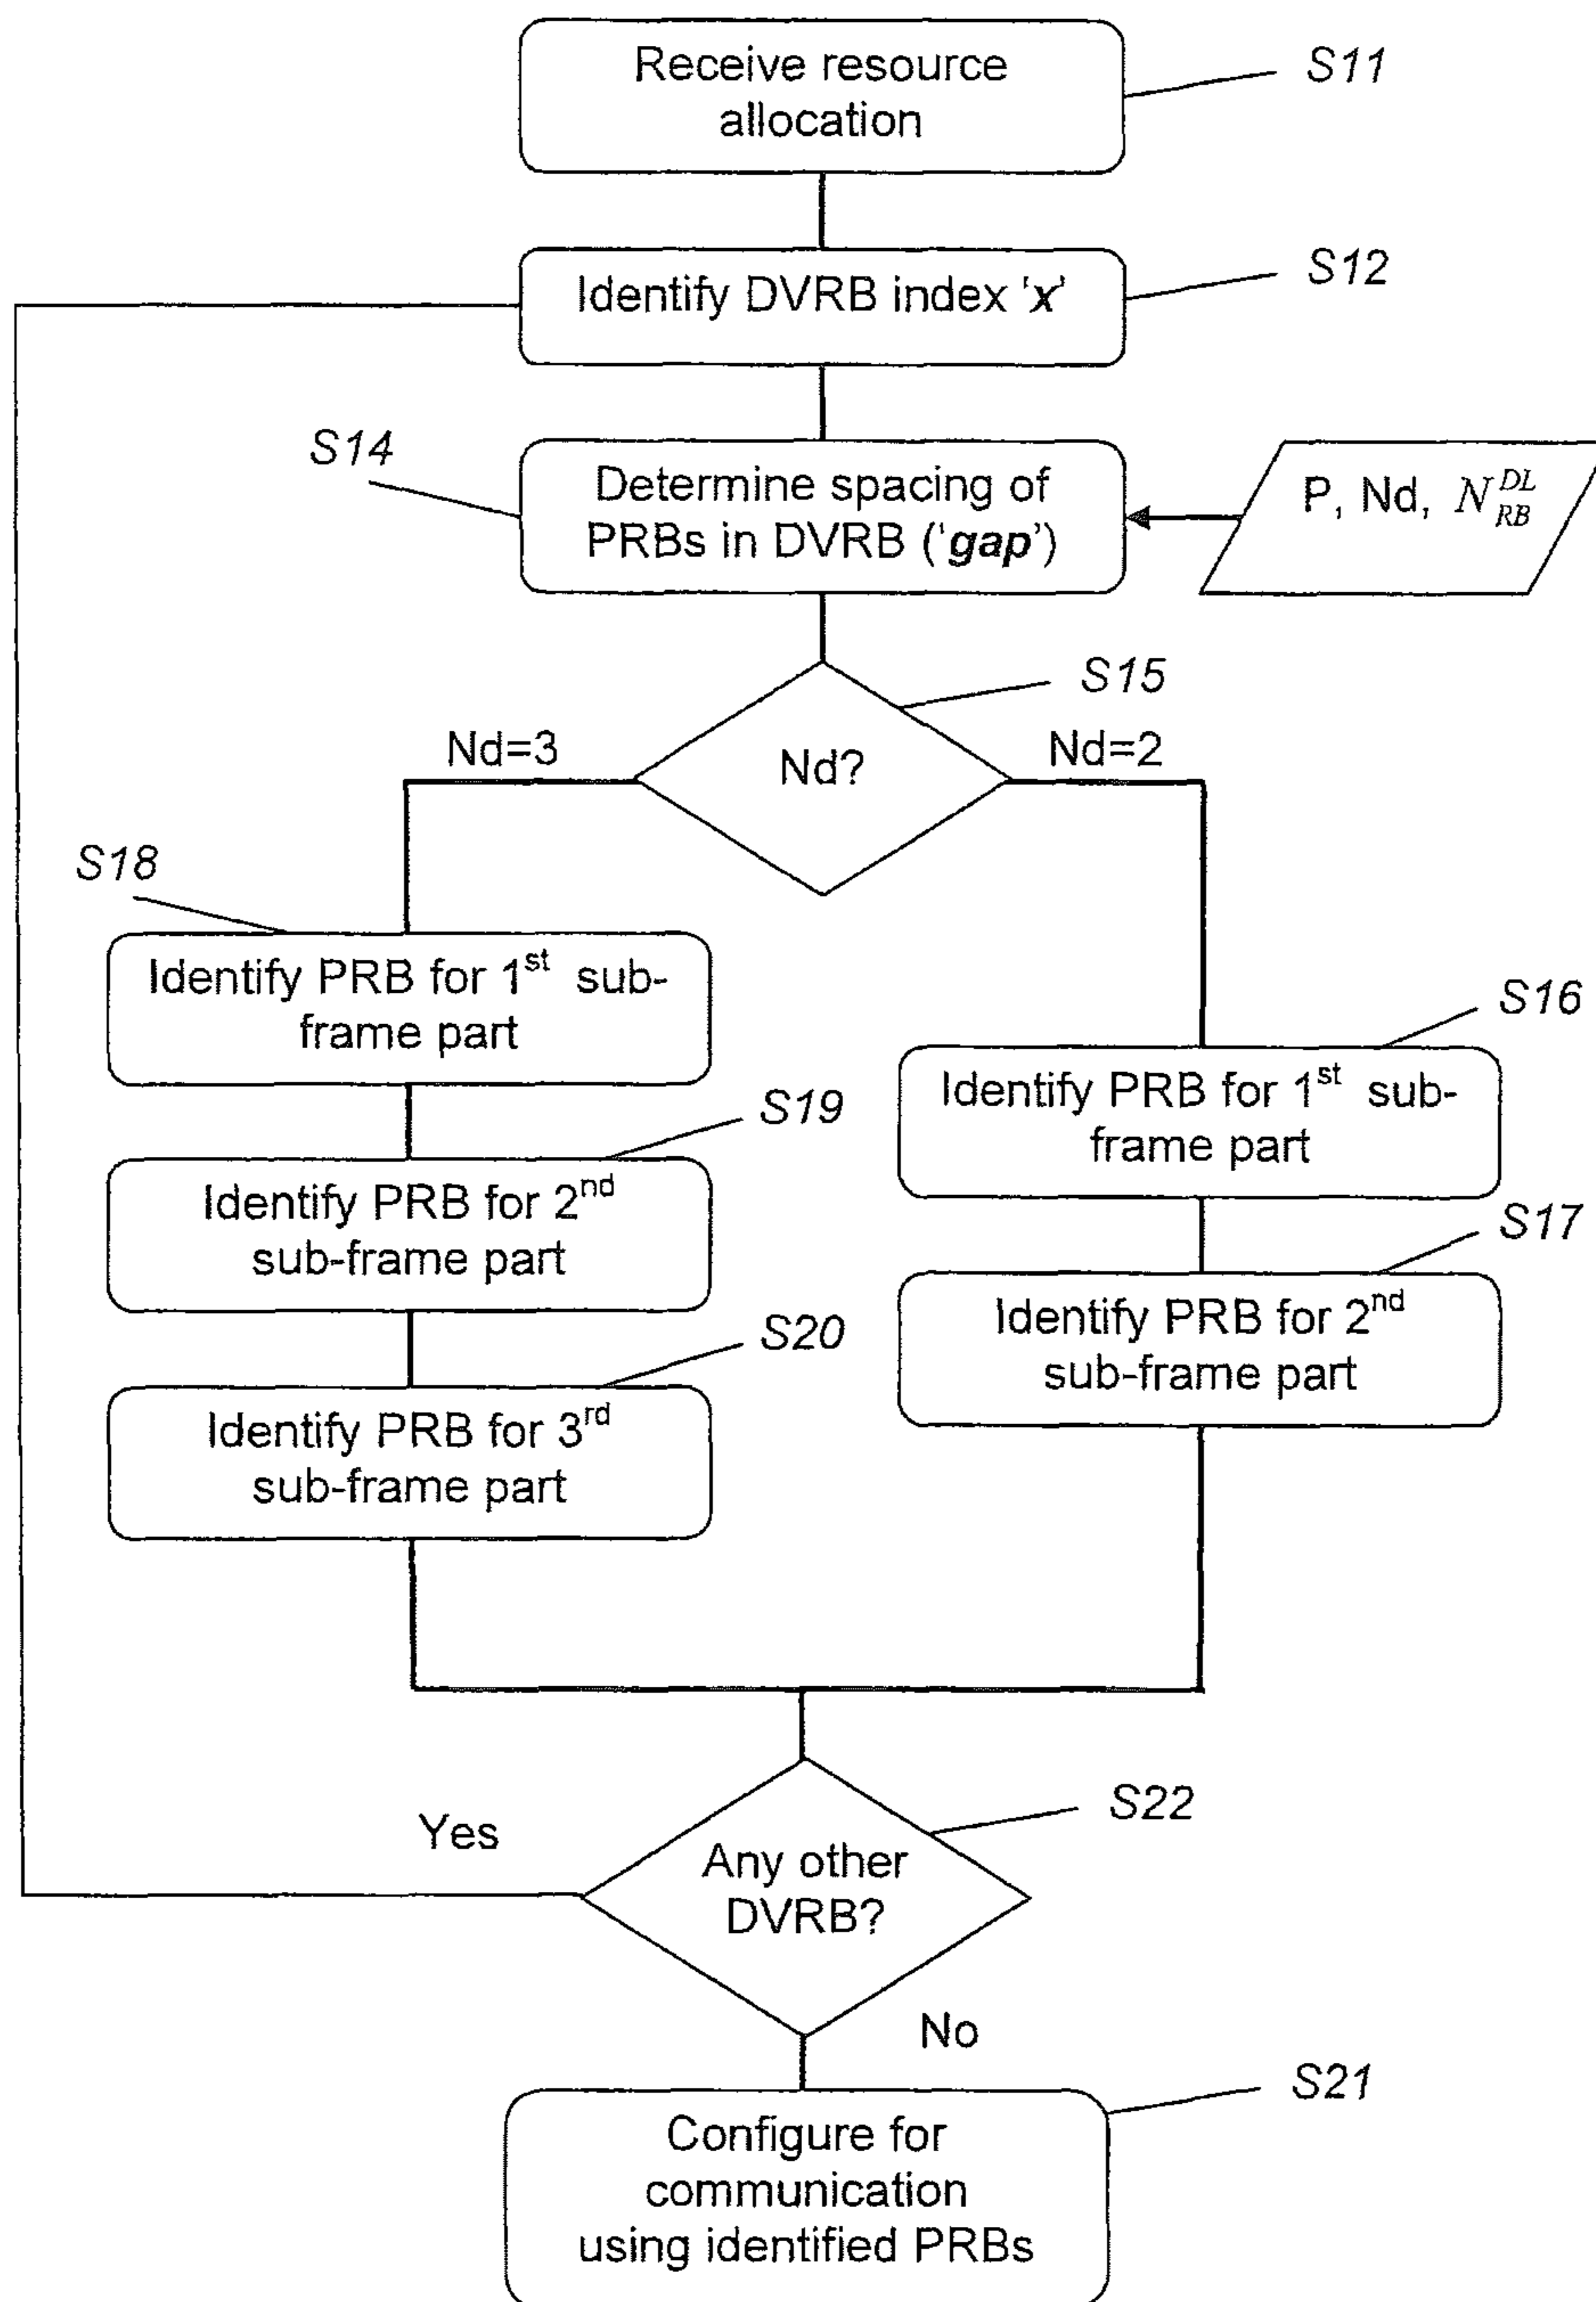 Receive resource
allocation
S11
Identify DVRB index 'x'
S12
S14
Determine spacing of
PRBs in DVRB ('gap')
P, Nd, N_{RB}^{DL}
S15
Nd=3
Nd?
Nd=2
S18
Identify PRB for 1st sub-
frame part
S16
Identify PRB for 1st sub-
frame part
S19
Identify PRB for 2nd
sub-frame part
S17
Identify PRB for 2nd
sub-frame part
S20
Identify PRB for 3rd
sub-frame part
S22
Yes
Any other
DVRB?
No
S21
Configure for
communication
using identified PRBs